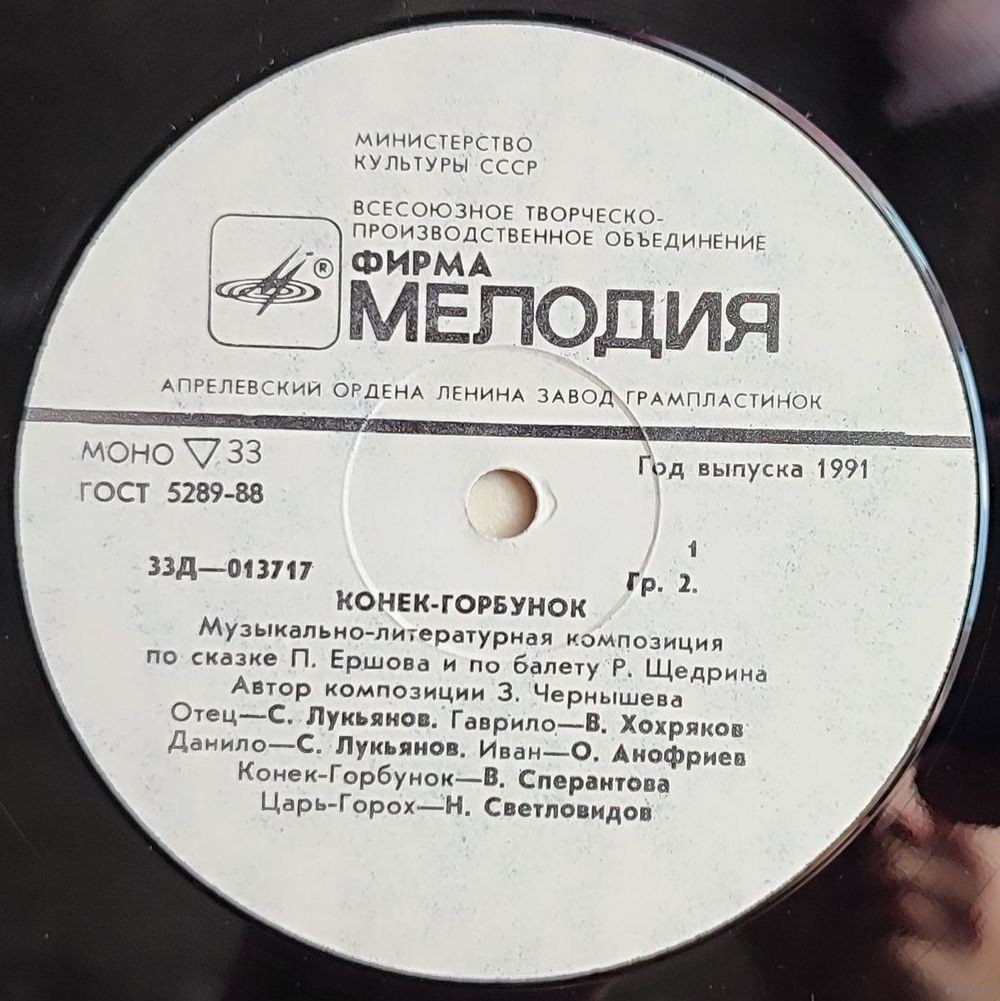 МИНИСТЕРСТВО
КУЛЬТУРЫ СССР
ВСЕСОЮЗНОЕ ТВОРЧЕСКО-
ПРОИЗВОДСТВЕННОЕ ОБЪЕДИНЕНИЕ
®
ФИРМА
МЕЛОДИЯ
АПРЕЛЕВСКИЙ ОРДЕНА ЛЕНИНА ЗАВОД ГРАМПЛАСТИНОК
МОНО ▽ 33
Год выпуска 1991
ГОСТ 5289-88
1
33Д—013717
Гр. 2.
КОНЕК-ГОРБУНОК
Музыкально-литературная композиция
по сказке П. Ершова и по балету Р. Щедрина
Автор композиции З. Чернышева
Отец—С. Лукьянов. Гаврило—В. Хохряков
Данило—С. Лукьянов. Иван—О. Анофриев
Конек-Горбунок—В. Сперантова
Царь-Горох—Н. Светловидов